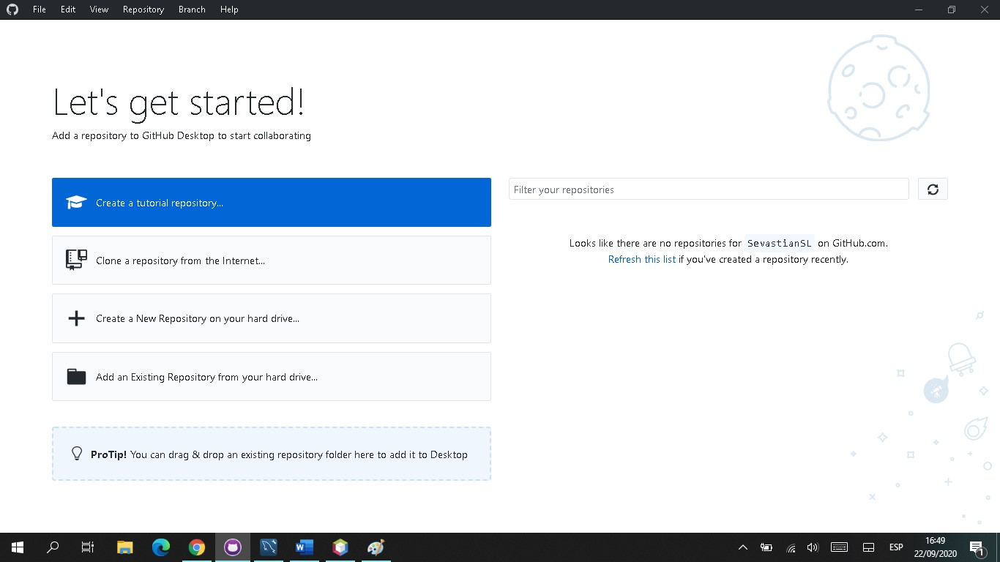 File Edit View Repository Branch Help
Let's get started!
Add a repository to GitHub Desktop to start collaborating
Create a tutorial repository...
Clone a repository from the Internet...
Create a New Repository on your hard drive...
Add an Existing Repository from your hard drive...
ProTip! You can drag & drop an existing repository folder here to add it to Desktop
Filter your repositories
Looks like there are no repositories for SevastianSL on GitHub.com.
Refresh this list if you've created a repository recently.
W
ESP
16:49
22/09/2020
1